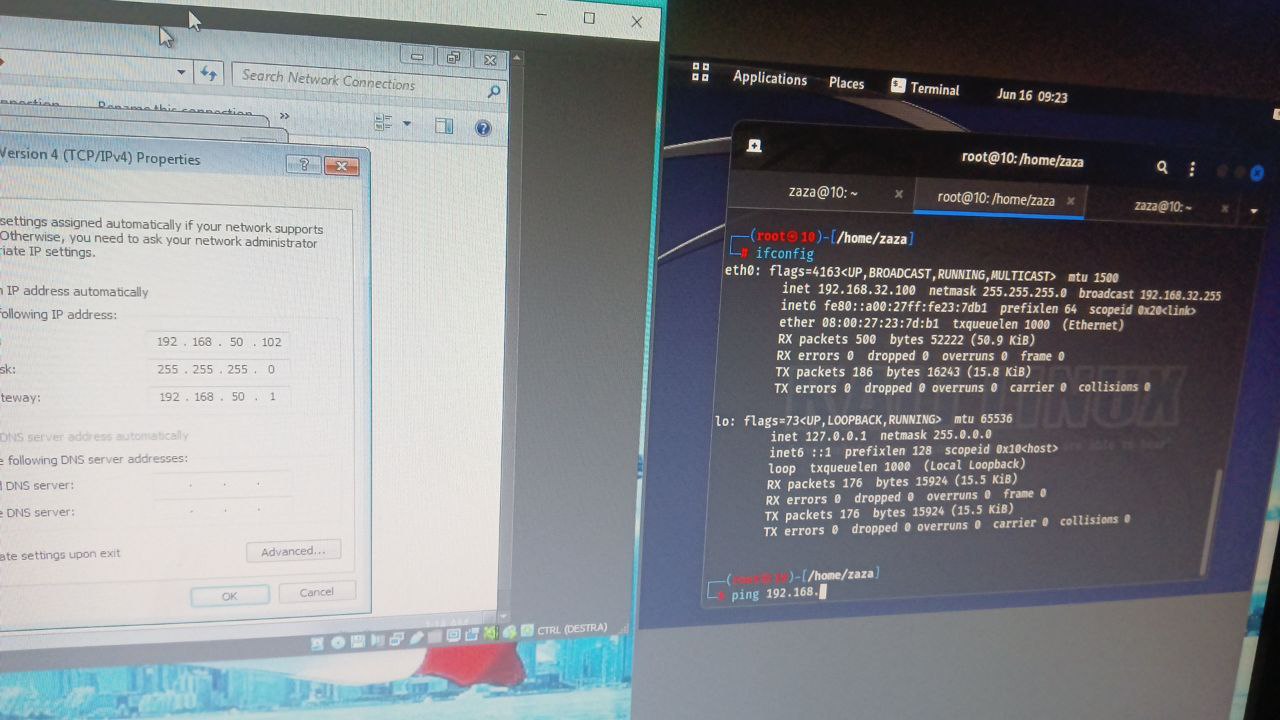 Search Network Connections
Rename this connection
»
Version 4 (TCP/IPv4) Properties
settings assigned automatically if your network supports
Otherwise, you need to ask your network administrator
riate IP settings.
n IP address automatically
following IP address:
192 . 168 . 50 . 102
sk:
255 . 255 . 255 . 0
teway:
192 . 168 . 50 . 1
DNS server address automatically
e following DNS server addresses:
d DNS server:
e DNS server:
ate settings upon exit
Advanced...
OK
Cancel
CTRL (DESTRA)
Applications Places Terminal Jun 16 09:23
root@10: /home/zaza
zaza@10: ~
root@10: /home/zaza
zaza@10: ~
(root㉿10)-[/home/zaza]
# ifconfig
eth0: flags=4163<UP,BROADCAST,RUNNING,MULTICAST> mtu 1500
inet 192.168.32.100 netmask 255.255.255.0 broadcast 192.168.32.255
inet6 fe80::a00:27ff:fe23:7db1 prefixlen 64 scopeid 0x20<link>
ether 08:00:27:23:7d:b1 txqueuelen 1000 (Ethernet)
RX packets 500 bytes 52222 (50.9 KiB)
RX errors 0 dropped 0 overruns 0 frame 0
TX packets 186 bytes 16243 (15.8 KiB)
TX errors 0 dropped 0 overruns 0 carrier 0 collisions 0
lo: flags=73<UP,LOOPBACK,RUNNING> mtu 65536
inet 127.0.0.1 netmask 255.0.0.0
inet6 ::1 prefixlen 128 scopeid 0x10<host>
loop txqueuelen 1000 (Local Loopback)
RX packets 176 bytes 15924 (15.5 KiB)
RX errors 0 dropped 0 overruns 0 frame 0
TX packets 176 bytes 15924 (15.5 KiB)
TX errors 0 dropped 0 overruns 0 carrier 0 collisions 0
(root㉿10)-[/home/zaza]
# ping 192.168.